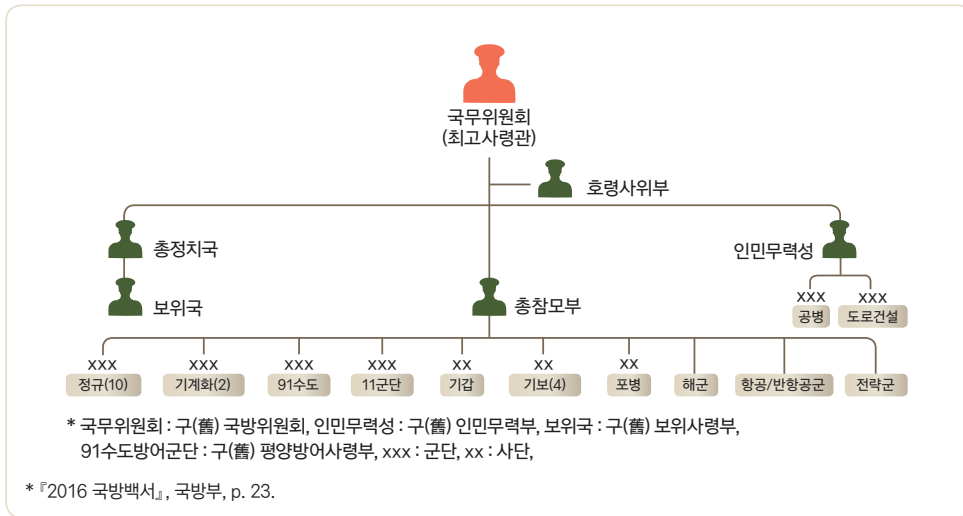 국무위원회
(최고사령관)
호령사위부
총정치국
인민무력성
보위국
총참모부
xxx xxx
공병 도로건설
xxx xxx xxx xxx xx xx xx
정규(10) 기계화(2) 91수도 11군단 기갑 기보(4) 포병 해군 항공/반항공군 전략군
* 국무위원회 : 구(舊) 국방위원회, 인민무력성 : 구(舊) 인민무력부, 보위국 : 구(舊) 보위사령부,
91수도방어군단 : 구(舊) 평양방어사령부, xxx : 군단, xx : 사단,
* 『2016 국방백서』, 국방부, p. 23.